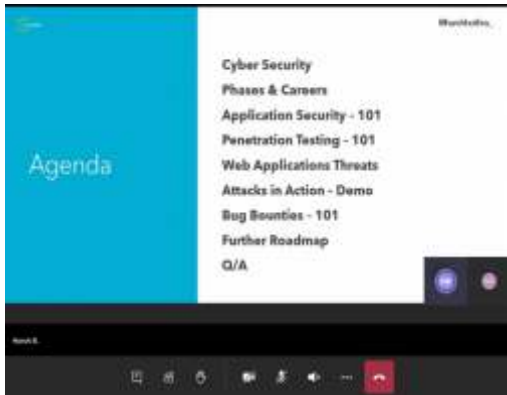 Agenda
Cyber Security
Phases & Careers
Application Security - 101
Penetration Testing - 101
Web Applications Threats
Attacks in Action - Demo
Bug Bounties - 101
Further Roadmap
Q/A